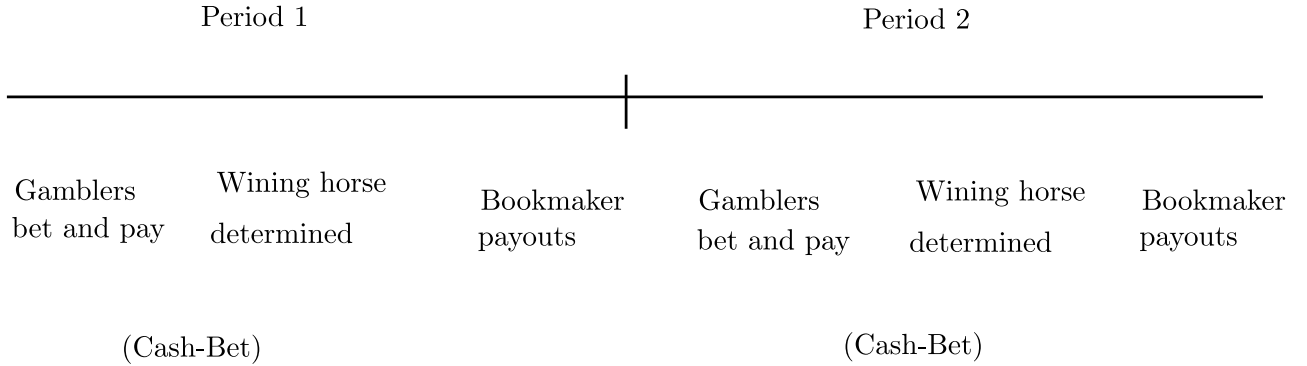 Period 1
Period 2
Gamblers
bet and pay
Wining horse
determined
Bookmaker
payouts
Gamblers
bet and pay
Wining horse
determined
Bookmaker
payouts
(Cash-Bet)
(Cash-Bet)